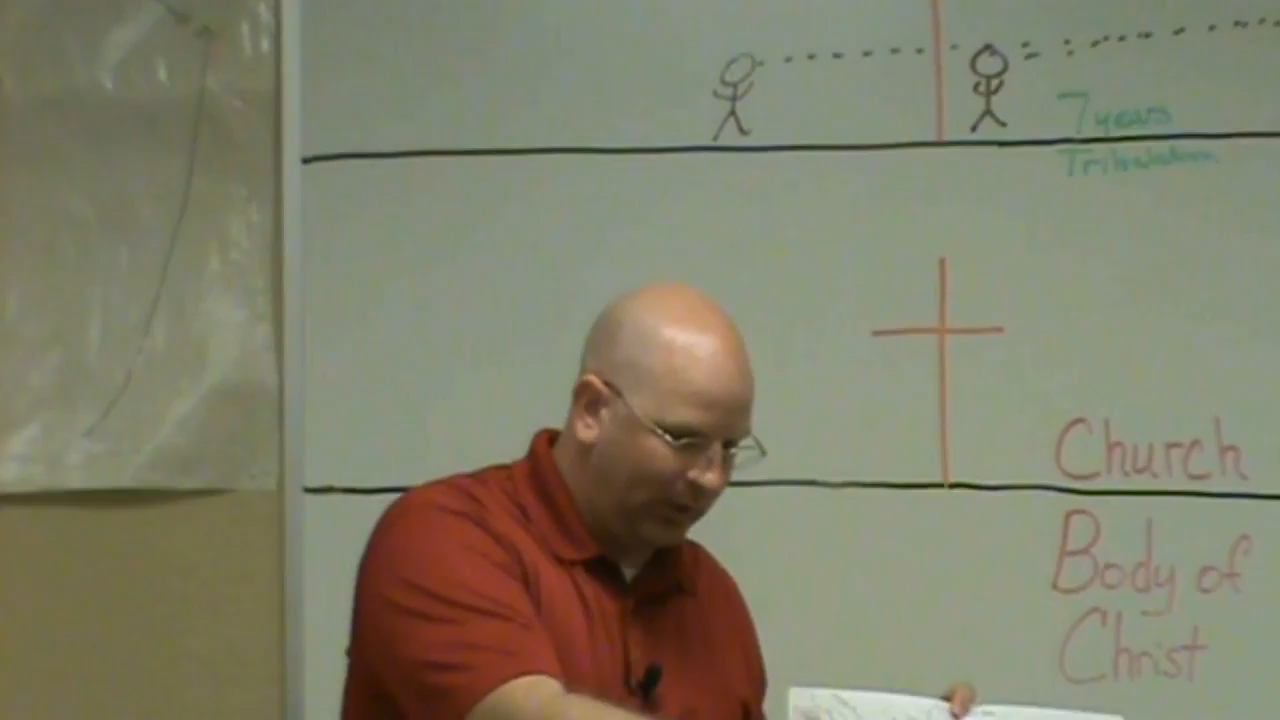 7 years
Tribulation
Church
Body of
Christ